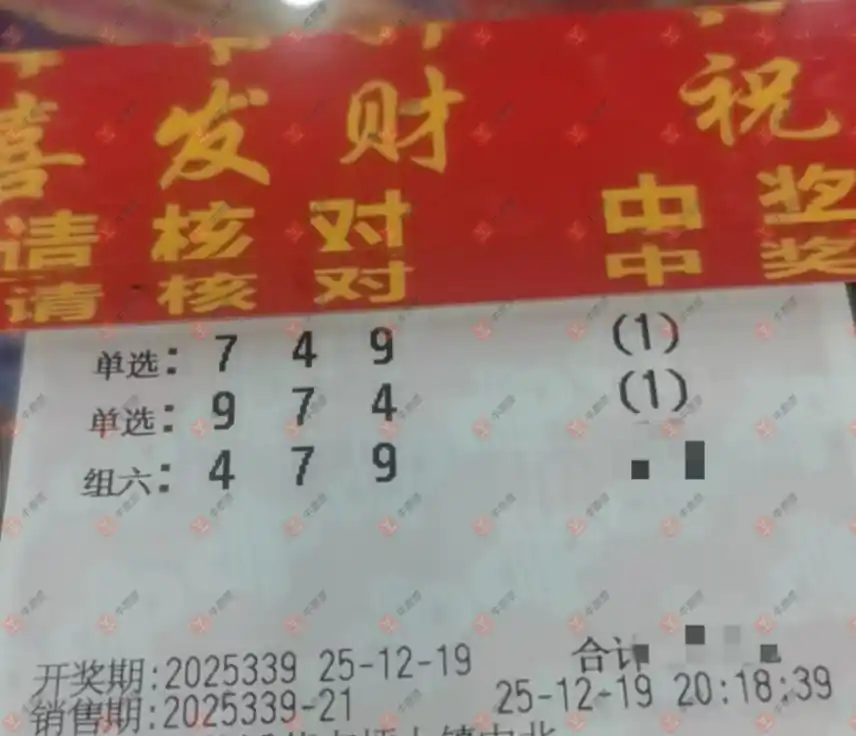 喜发财 祝
请核对 中奖
请核对 中奖
单选: 7 4 9 (1)
单选: 9 7 4 (1)
组六: 4 7 9
开奖期:2025339 25-12-19 合计
销售期:2025339-21 25-12-19 20:18:39